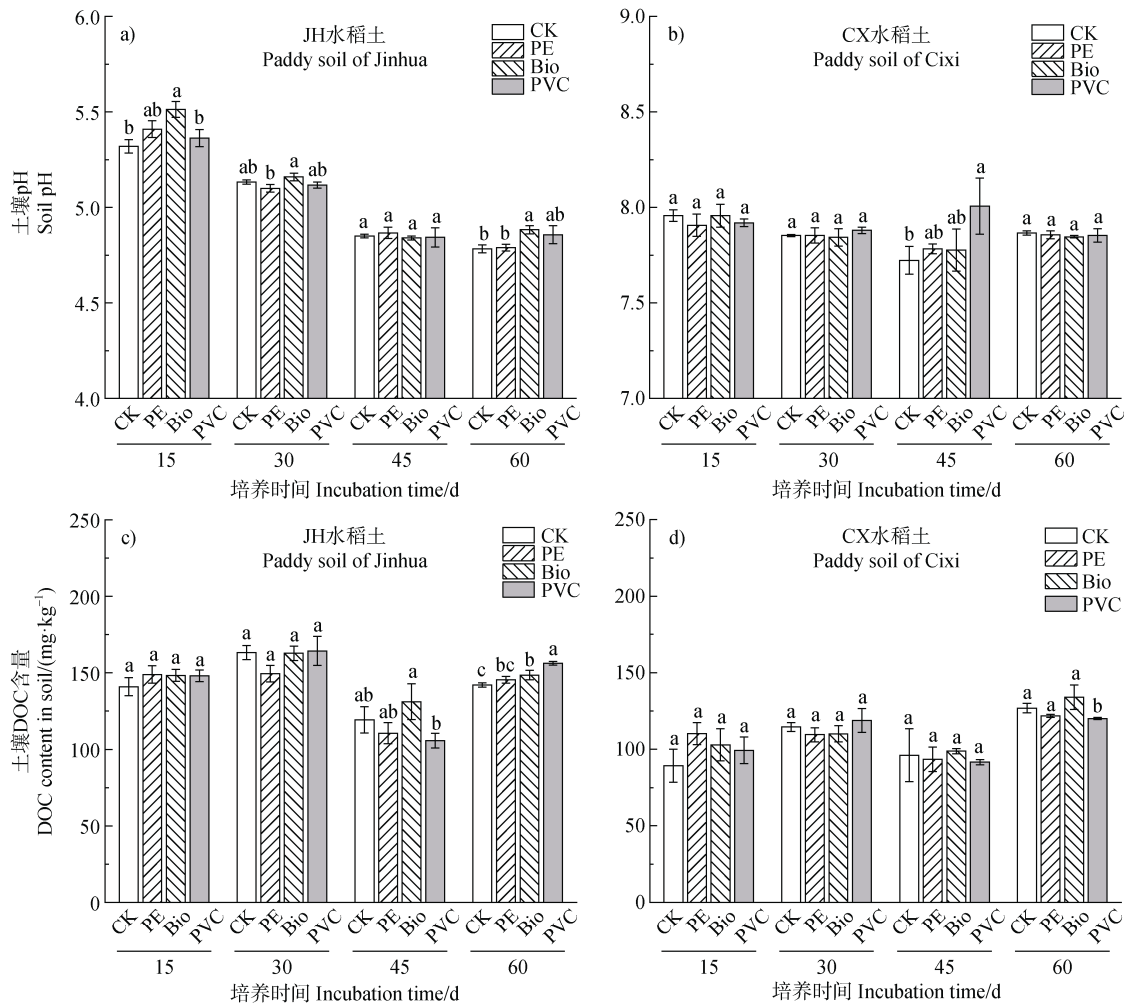 a)
JH水稻土
Paddy soil of Jinhua
CK
PE
Bio
PVC
土壤pH
Soil pH
6.0
5.5
5.0
4.5
4.0
b ab a b
ab b a ab
a a a a
b b a ab
CK PE Bio PVC CK PE Bio PVC CK PE Bio PVC CK PE Bio PVC
15 30 45 60
培养时间 Incubation time/d
b)
CX水稻土
Paddy soil of Cixi
CK
PE
Bio
PVC
9.0
8.5
8.0
7.5
7.0
a a a a
a a a a
b ab ab a
a a a a
CK PE Bio PVC CK PE Bio PVC CK PE Bio PVC CK PE Bio PVC
15 30 45 60
培养时间 Incubation time/d
c)
JH水稻土
Paddy soil of Jinhua
CK
PE
Bio
PVC
土壤DOC含量
DOC content in soil/(mg·kg⁻¹)
250
200
150
100
50
0
a a a a
a a a a
ab ab a b
c bc b a
CK PE Bio PVC CK PE Bio PVC CK PE Bio PVC CK PE Bio PVC
15 30 45 60
培养时间 Incubation time/d
d)
CX水稻土
Paddy soil of Cixi
CK
PE
Bio
PVC
250
200
150
100
50
0
a a a a
a a a a
a a a a
a a a b
CK PE Bio PVC CK PE Bio PVC CK PE Bio PVC CK PE Bio PVC
15 30 45 60
培养时间 Incubation time/d